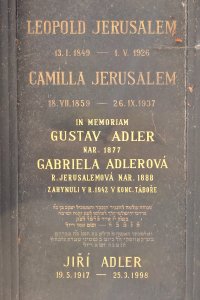 LEOPOLD JERUSALEM
13.1.1849 — 1.V.1926
CAMILLA JERUSALEM
18.VII.1859 — 26.IX.1937
IN MEMORIAM
GUSTAV ADLER
NAR. 1877
GABRIELA ADLEROVÁ
R. JERUSALEMOVÁ NAR. 1880
ZAHYNULI V R. 1942 V KONC. TÁBOŘE
JIŘÍ ADLER
19.5.1917 — 25.3.1998